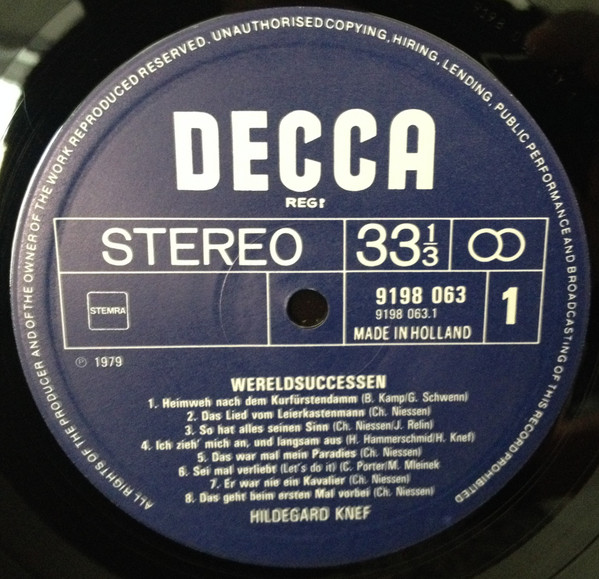 ALL RIGHTS OF THE PRODUCER AND OF THE OWNER OF THE WORK REPRODUCED RESERVED. UNAUTHORISED COPYING, HIRING, LENDING, PUBLIC PERFORMANCE AND BROADCASTING OF THIS RECORD PROHIBITED
DECCA
REGD
STEREO
33 1/3
STEMRA
9198 063
9198 063.1
MADE IN HOLLAND
1
℗ 1979
WERELDSUCCESSEN
1. Heimweh nach dem Kurfürstendamm (B. Kamp/G. Schwenn)
2. Das Lied vom Leierkastenmann (Ch. Niessen)
3. So hat alles seinen Sinn (Ch. Niessen/J. Relin)
4. Ich zieh' mich an, und langsam aus (H. Hammerschmid/H. Knef)
5. Das war mal mein Paradies (Ch. Niessen)
6. Sei mal verliebt (Let's do it) (C. Porter/M. Mleinek
7. Er war nie ein Kavalier (Ch. Niessen)
8. Das geht beim ersten Mal vorbei (Ch. Niessen)
HILDEGARD KNEF